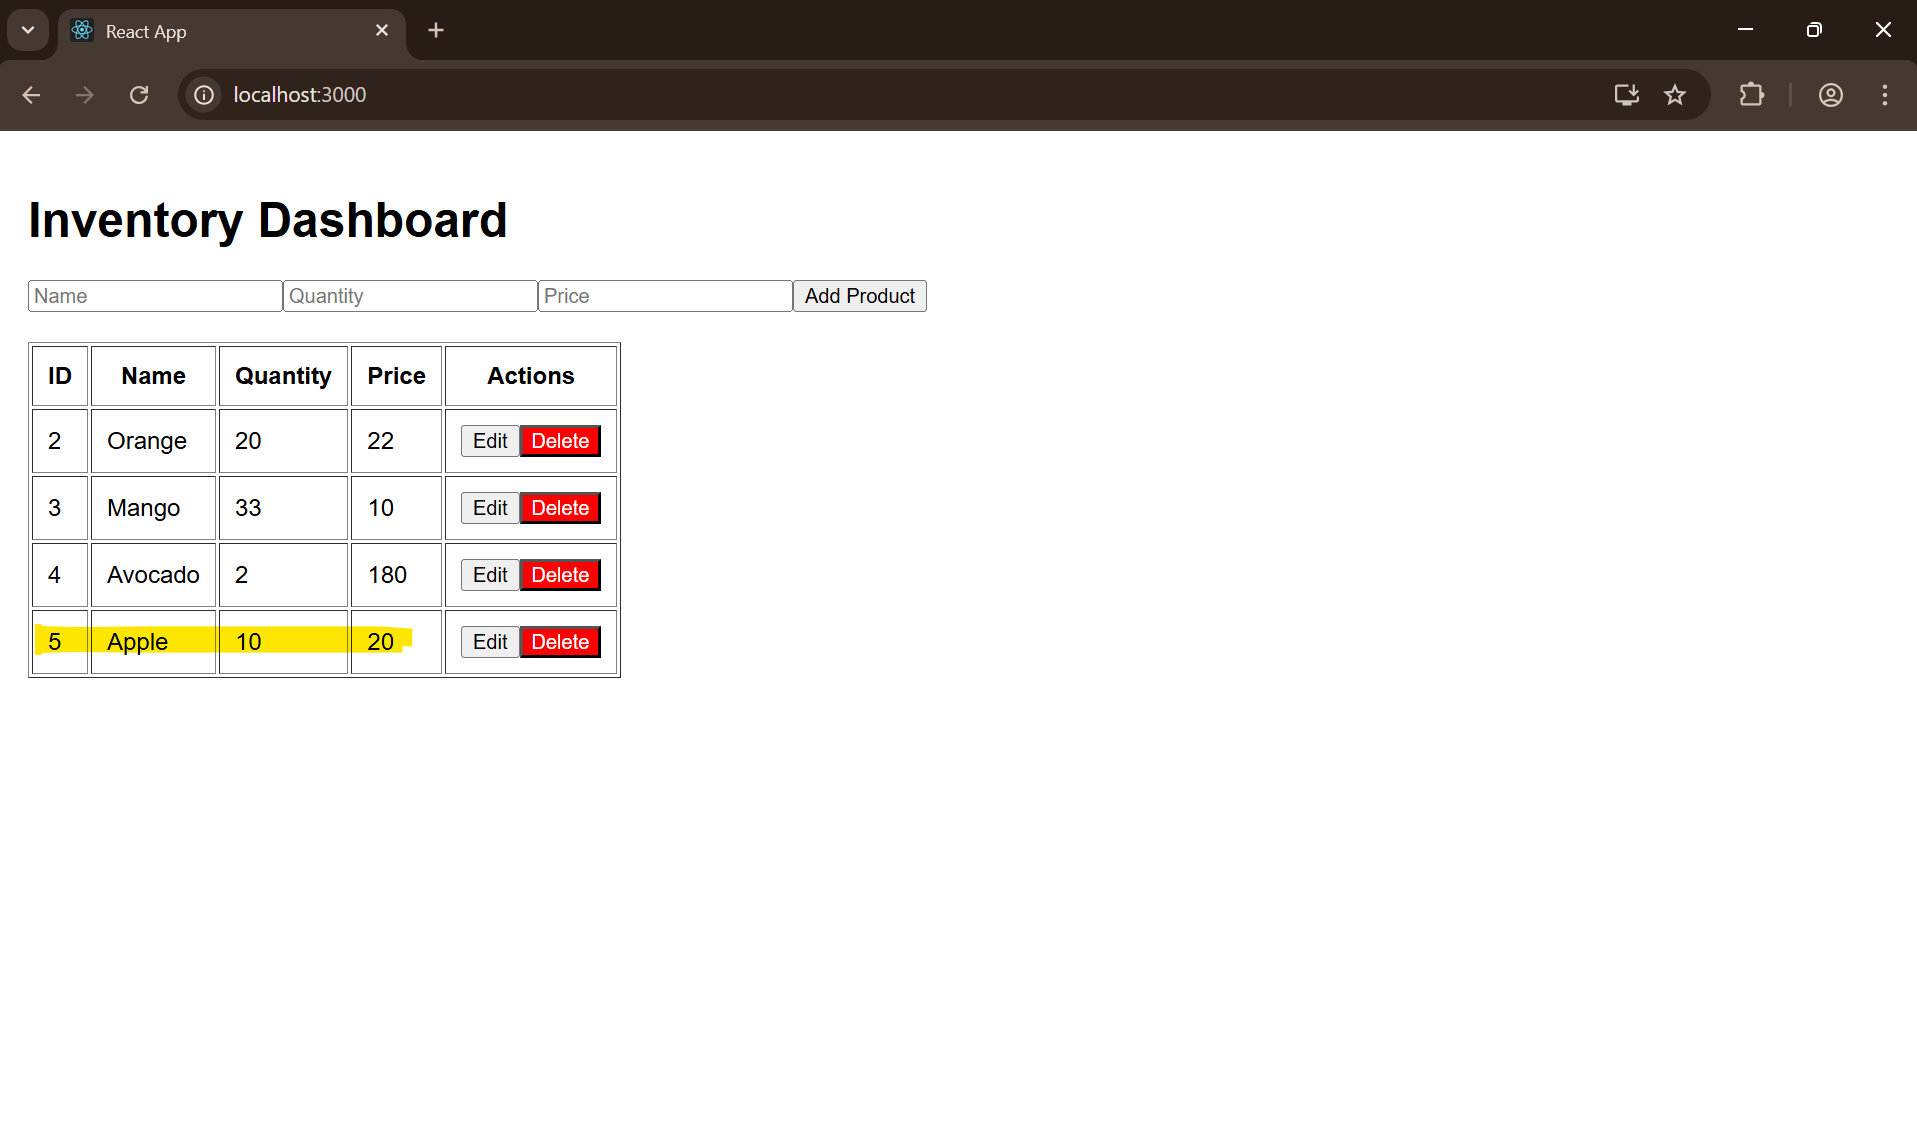 React App
localhost:3000
Inventory Dashboard
Name Quantity Price Add Product
ID Name Quantity Price Actions
2 Orange 20 22 Edit Delete
3 Mango 33 10 Edit Delete
4 Avocado 2 180 Edit Delete
5 Apple 10 20 Edit Delete